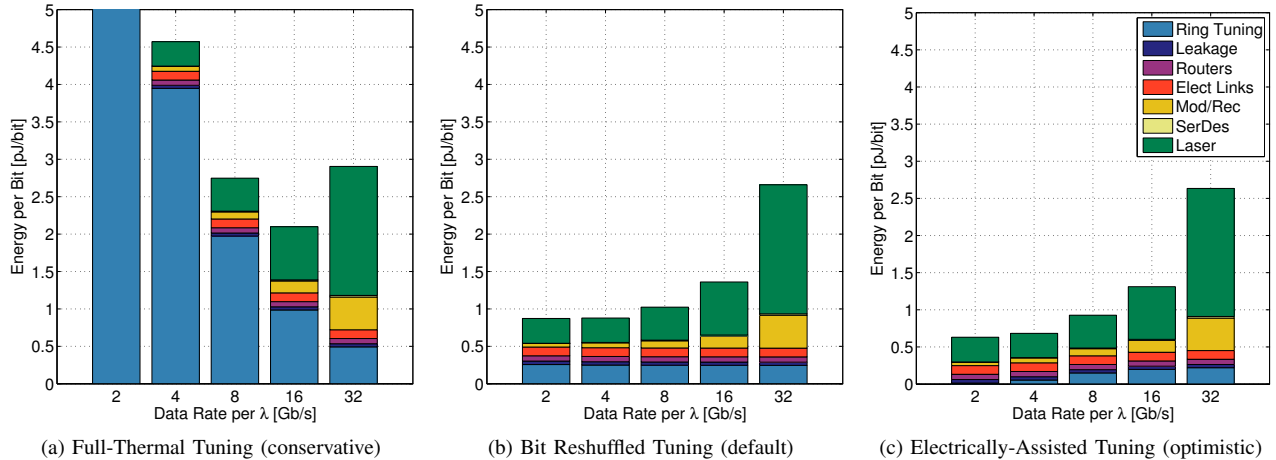 5
4.5
4
3.5
3
2.5
2
1.5
1
0.5
0
Energy per Bit [pJ/bit]
2 4 8 16 32
Data Rate per λ [Gb/s]
(a) Full-Thermal Tuning (conservative)
5
4.5
4
3.5
3
2.5
2
1.5
1
0.5
0
Energy per Bit [pJ/bit]
2 4 8 16 32
Data Rate per λ [Gb/s]
(b) Bit Reshuffled Tuning (default)
5
4.5
4
3.5
3
2.5
2
1.5
1
0.5
0
Energy per Bit [pJ/bit]
Ring Tuning
Leakage
Routers
Elect Links
Mod/Rec
SerDes
Laser
2 4 8 16 32
Data Rate per λ [Gb/s]
(c) Electrically-Assisted Tuning (optimistic)